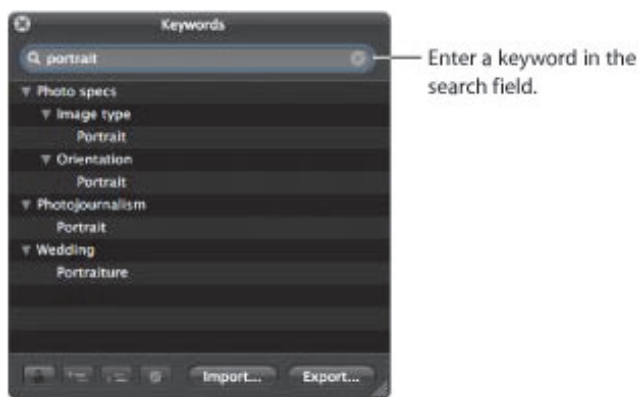 Keywords
portrait
Enter a keyword in the
search field.
Photo specs
Image type
Portrait
Orientation
Portrait
Photojournalism
Portrait
Wedding
Portraiture
Import...
Export...